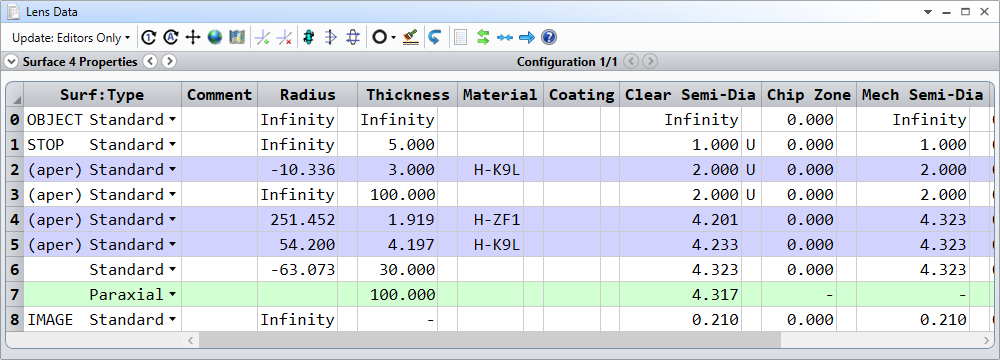 Lens Data
Update: Editors Only
Surface 4 Properties Configuration 1/1
Surf:Type Comment Radius Thickness Material Coating Clear Semi-Dia Chip Zone Mech Semi-Dia
0 OBJECT Standard Infinity Infinity Infinity 0.000 Infinity
1 STOP Standard Infinity 5.000 1.000 U 0.000 1.000
2 (aper) Standard -10.336 3.000 H-K9L 2.000 U 0.000 2.000
3 (aper) Standard Infinity 100.000 2.000 U 0.000 2.000
4 (aper) Standard 251.452 1.919 H-ZF1 4.201 0.000 4.323
5 (aper) Standard 54.200 4.197 H-K9L 4.233 0.000 4.323
6 Standard -63.073 30.000 4.323 0.000 4.323
7 Paraxial 100.000 4.317 - -
8 IMAGE Standard Infinity - 0.210 0.000 0.210